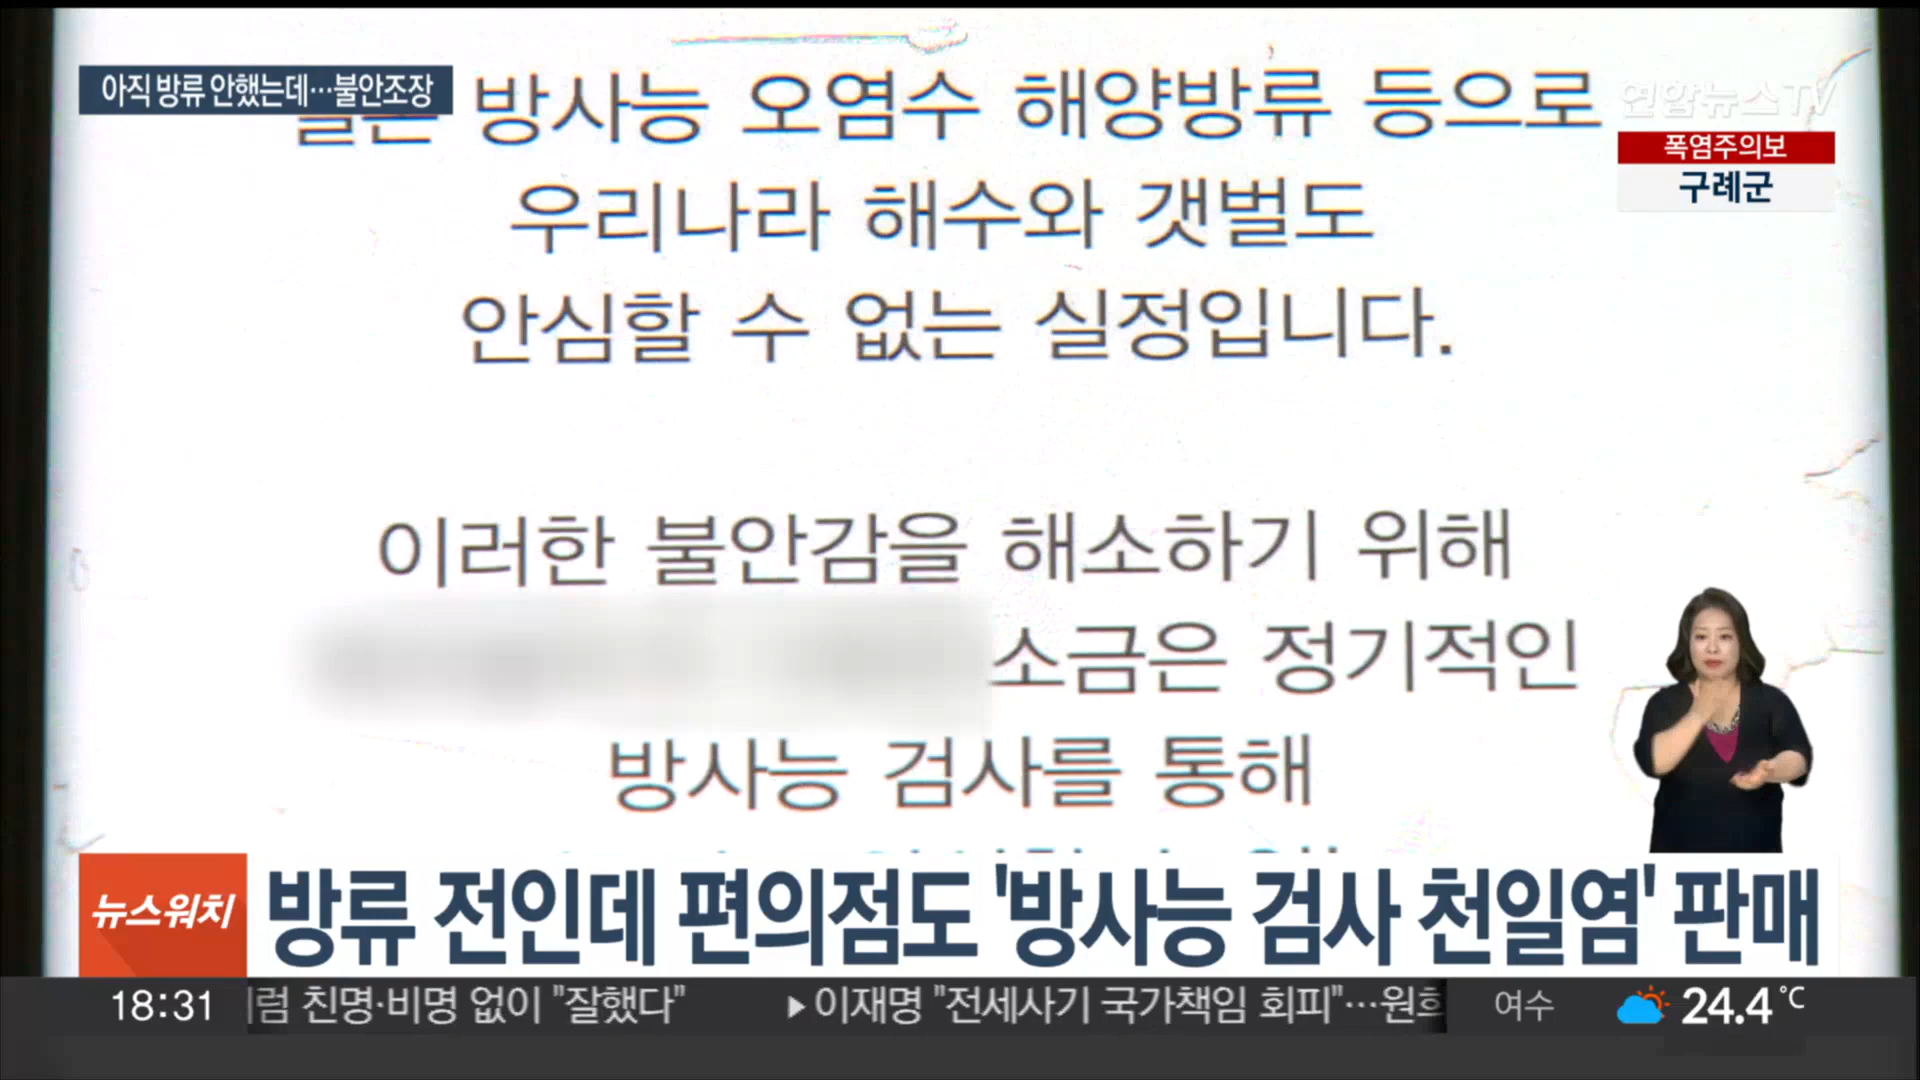 아직 방류 안했는데…불안조장
방사능 오염수 해양방류 등으로
우리나라 해수와 갯벌도
안심할 수 없는 실정입니다.
이러한 불안감을 해소하기 위해
소금은 정기적인
방사능 검사를 통해
연합뉴스TV
폭염주의보
구례군
뉴스워치
방류 전인데 편의점도 '방사능 검사 천일염' 판매
18:31
럼 친명·비명 없이 "잘했다"
▶이재명 "전세사기 국가책임 회피"…원희
여수
24.4℃